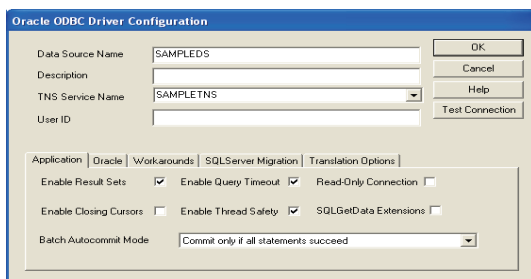 Oracle ODBC Driver Configuration
Data Source Name SAMPLEDS OK
Description Cancel
TNS Service Name SAMPLETNS Help
User ID Test Connection
Application Oracle Workarounds SQLServer Migration Translation Options
Enable Result Sets Enable Query Timeout Read-Only Connection
Enable Closing Cursors Enable Thread Safety SQLGetData Extensions
Batch Autocommit Mode Commit only if all statements succeed